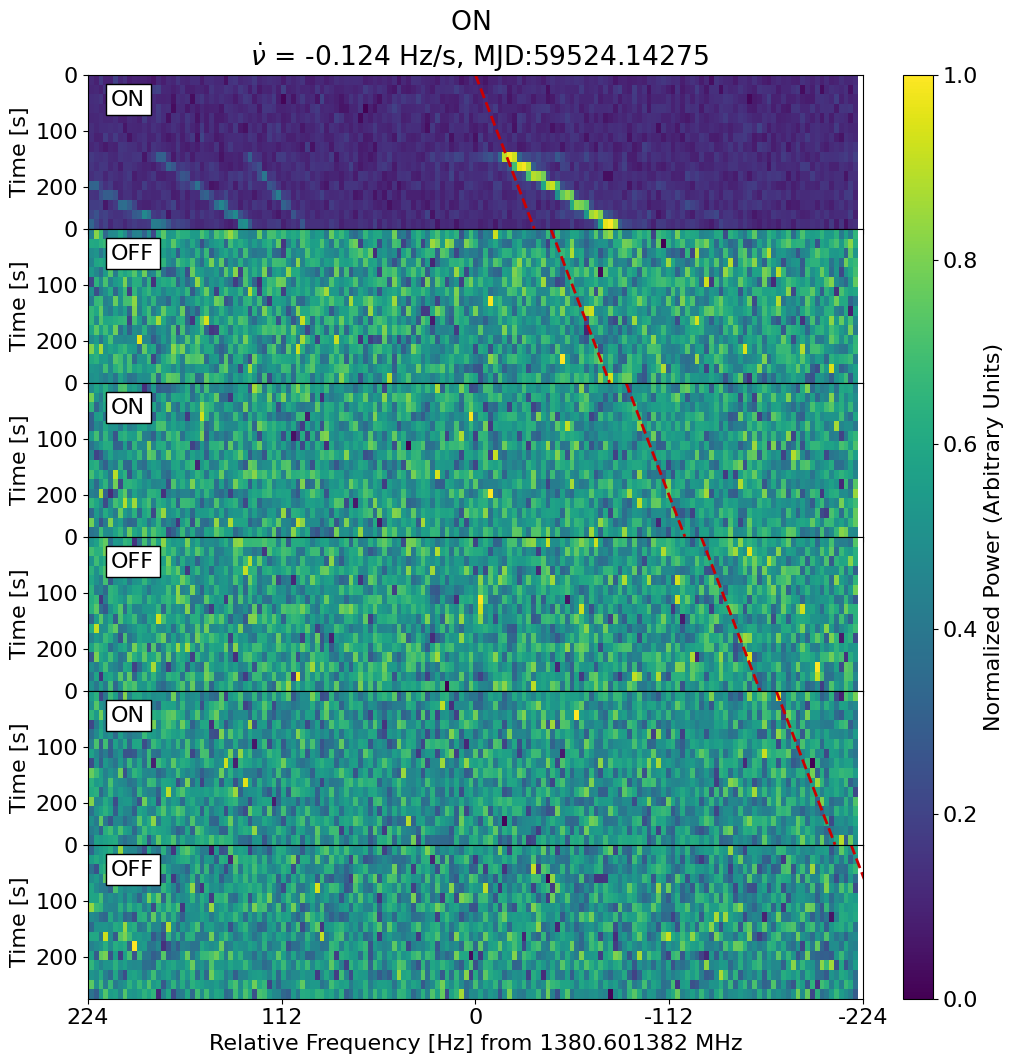 ON
ν̇ = -0.124 Hz/s, MJD:59524.14275
ON
Time [s]
0
100
200
OFF
Time [s]
0
100
200
ON
Time [s]
0
100
200
OFF
Time [s]
0
100
200
ON
Time [s]
0
100
200
OFF
Time [s]
0
100
200
224 112 0 -112 -224
Relative Frequency [Hz] from 1380.601382 MHz
1.0
0.8
0.6
0.4
0.2
0.0
Normalized Power (Arbitrary Units)